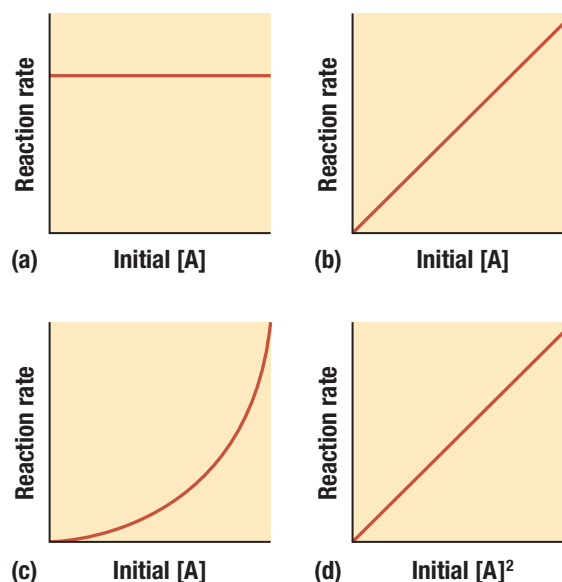 Reaction rate
(a)
Initial [A]
Reaction rate
(b)
Initial [A]
Reaction rate
(c)
Initial [A]
Reaction rate
(d)
Initial [A]²